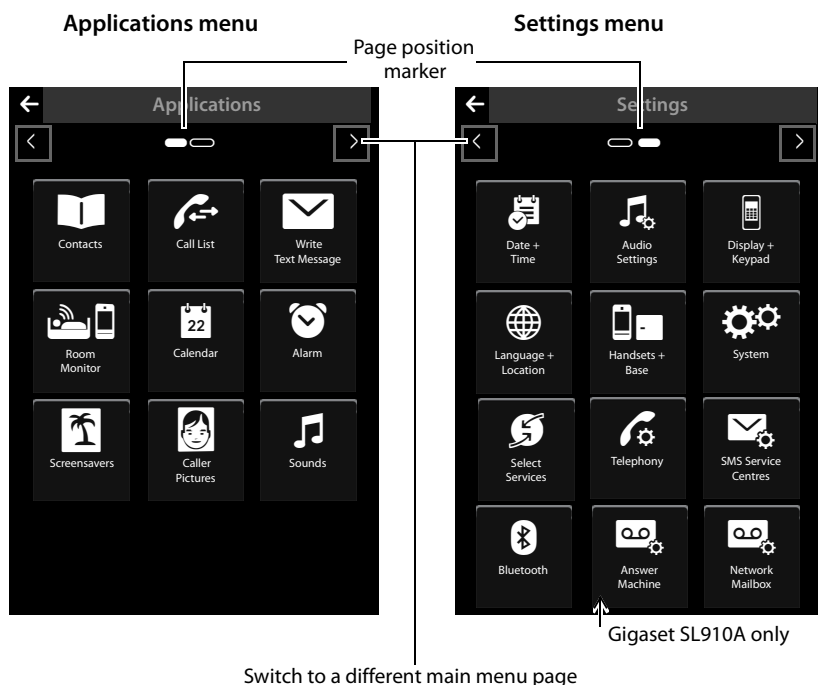 Applications menu
Settings menu
Page position
marker
Applications
Contacts
Call List
Write
Text Message
Room
Monitor
22
Calendar
Alarm
Screensavers
Caller
Pictures
Sounds
Settings
Date +
Time
Audio
Settings
Display +
Keypad
Language +
Location
Handsets +
Base
System
Select
Services
Telephony
SMS Service
Centres
Bluetooth
Answer
Machine
Network
Mailbox
Gigaset SL910A only
Switch to a different main menu page